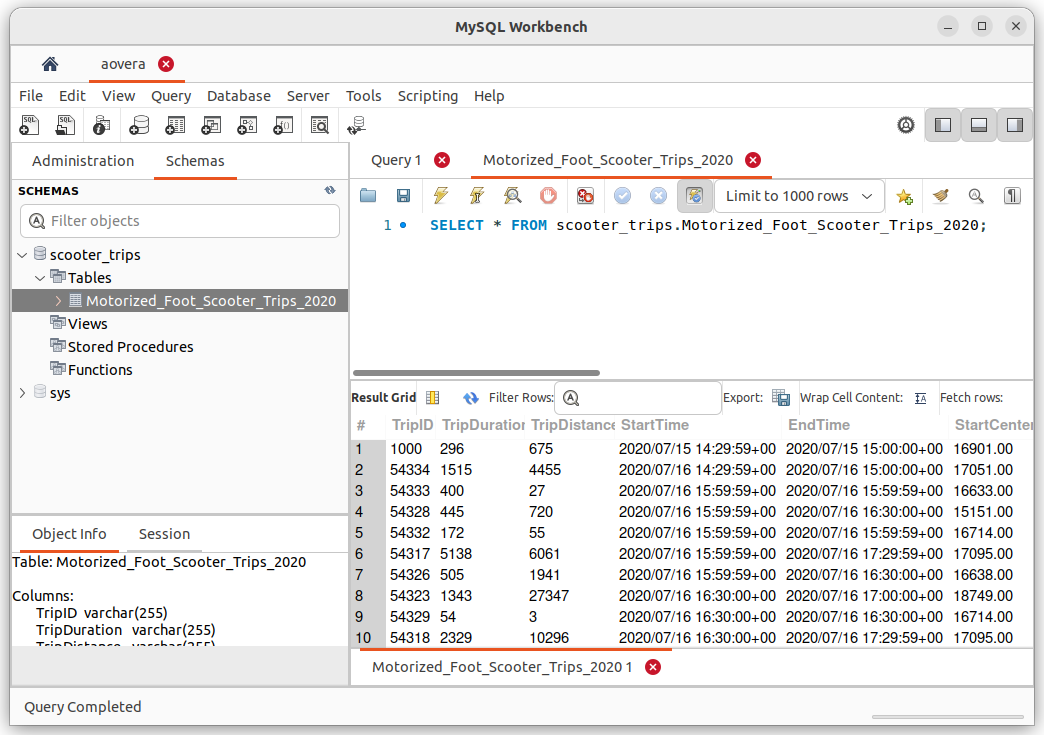 MySQL Workbench
aovera
File Edit View Query Database Server Tools Scripting Help
Administration Schemas
SCHEMAS
Filter objects
scooter_trips
Tables
Motorized_Foot_Scooter_Trips_2020
Views
Stored Procedures
Functions
sys
Object Info Session
Table: Motorized_Foot_Scooter_Trips_2020
Columns:
TripID varchar(255)
TripDuration varchar(255)
TripDistance varchar(255)
Query 1 Motorized_Foot_Scooter_Trips_2020
Limit to 1000 rows
1 SELECT * FROM scooter_trips.Motorized_Foot_Scooter_Trips_2020;
Result Grid Filter Rows: Export: Wrap Cell Content: Fetch rows:
# TripID TripDuration TripDistance StartTime EndTime StartCenter
1 1000 296 675 2020/07/15 14:29:59+00 2020/07/15 15:00:00+00 16901.00
2 54334 1515 4455 2020/07/16 14:29:59+00 2020/07/16 15:00:00+00 17051.00
3 54333 400 27 2020/07/16 15:59:59+00 2020/07/16 15:59:59+00 16633.00
4 54328 445 720 2020/07/16 15:59:59+00 2020/07/16 16:30:00+00 15151.00
5 54332 172 55 2020/07/16 15:59:59+00 2020/07/16 15:59:59+00 16714.00
6 54317 5138 6061 2020/07/16 15:59:59+00 2020/07/16 17:29:59+00 17095.00
7 54326 505 1941 2020/07/16 15:59:59+00 2020/07/16 16:30:00+00 16638.00
8 54323 1343 27347 2020/07/16 16:30:00+00 2020/07/16 17:00:00+00 18749.00
9 54329 54 3 2020/07/16 16:30:00+00 2020/07/16 16:30:00+00 16714.00
10 54318 2329 10296 2020/07/16 16:30:00+00 2020/07/16 17:29:59+00 17095.00
Motorized_Foot_Scooter_Trips_2020 1
Query Completed